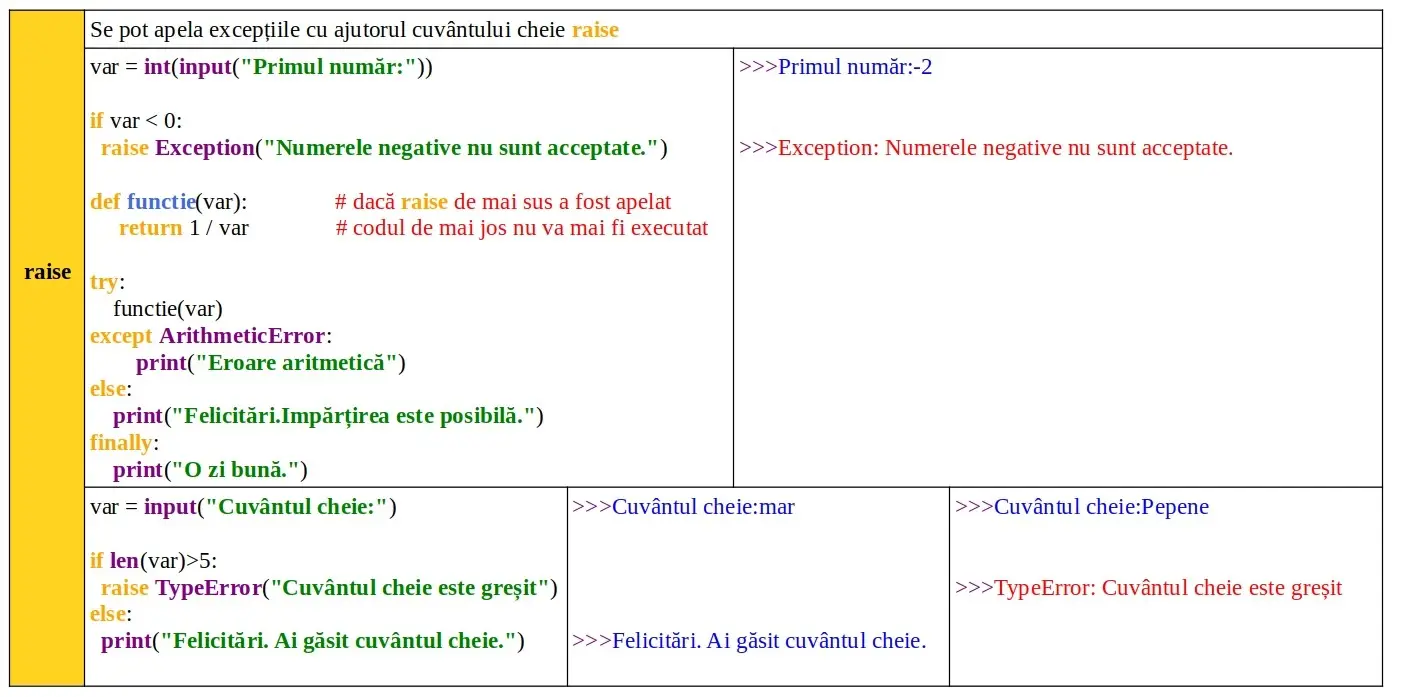 raise
Se pot apela excepțiile cu ajutorul cuvântului cheie raise
var = int(input("Primul număr:"))
if var < 0:
raise Exception("Numerele negative nu sunt acceptate.")
def functie(var): # dacă raise de mai sus a fost apelat
return 1 / var # codul de mai jos nu va mai fi executat
try:
functie(var)
except ArithmeticError:
print("Eroare aritmetică")
else:
print("Felicitări.Impărțirea este posibilă.")
finally:
print("O zi bună.")
>>>Primul număr:-2
>>>Exception: Numerele negative nu sunt acceptate.
var = input("Cuvântul cheie:")
if len(var)>5:
raise TypeError("Cuvântul cheie este greșit")
else:
print("Felicitări. Ai găsit cuvântul cheie.")
>>>Cuvântul cheie:mar
>>>Felicitări. Ai găsit cuvântul cheie.
>>>Cuvântul cheie:Pepene
>>>TypeError: Cuvântul cheie este greșit